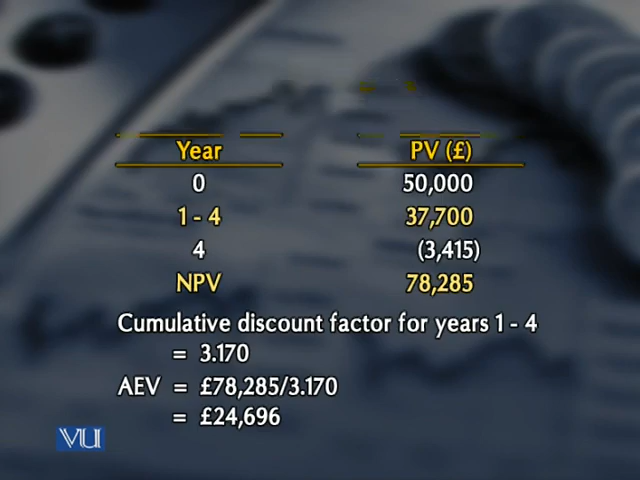 Year PV (£)
0 50,000
1 - 4 37,700
4 (3,415)
NPV 78,285
Cumulative discount factor for years 1 - 4
= 3.170
AEV = £78,285/3.170
= £24,696
VU